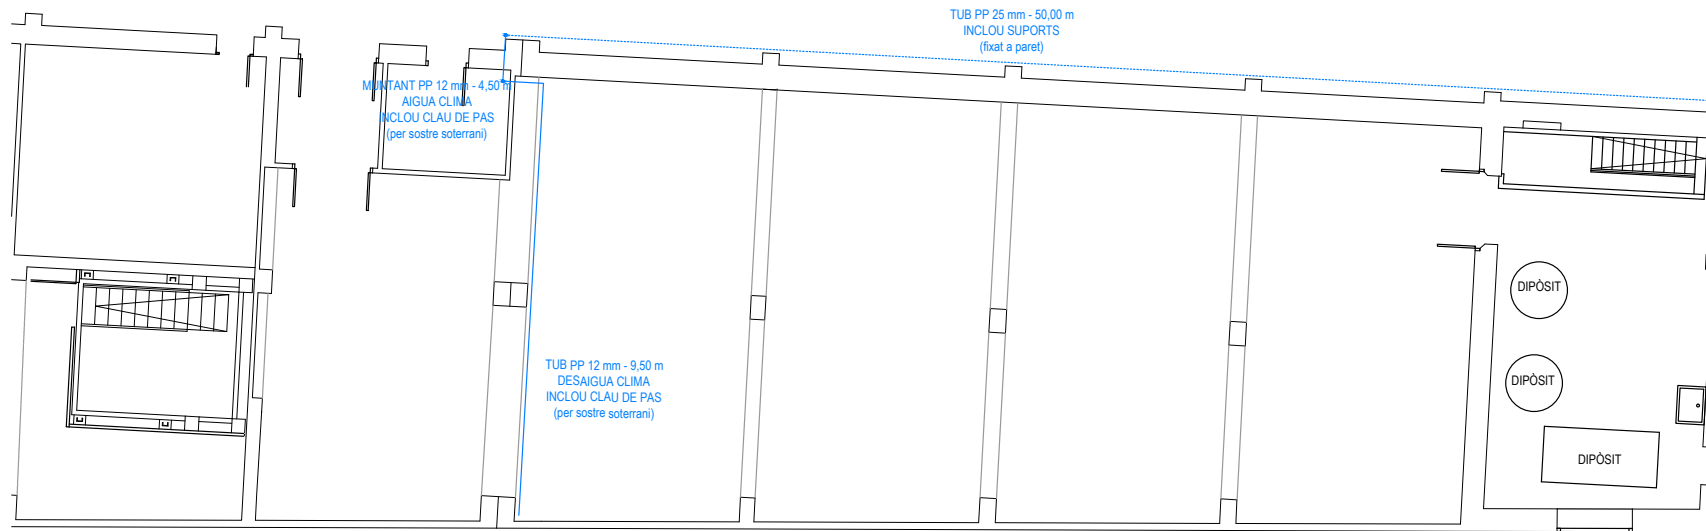 TUB PP 25 mm - 50,00 m
INCLOU SUPORTS
(fixat a paret)
MUNTANT PP 12 mm - 4,50 m
AIGUA CLIMA
INCLOU CLAU DE PAS
(per sostre soterrani)
DIPÒSIT
TUB PP 12 mm - 9,50 m
DESAIGUA CLIMA
INCLOU CLAU DE PAS
(per sostre soterrani)
DIPÒSIT
DIPÒSIT